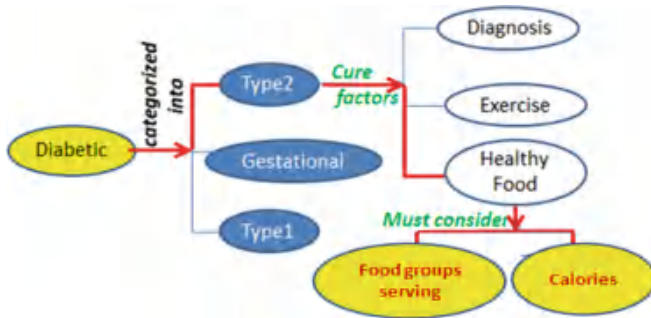 Diabetic
categorized
into
Type2
Gestational
Type1
Cure
factors
Diagnosis
Exercise
Healthy
Food
Must consider
Food groups
serving
Calories